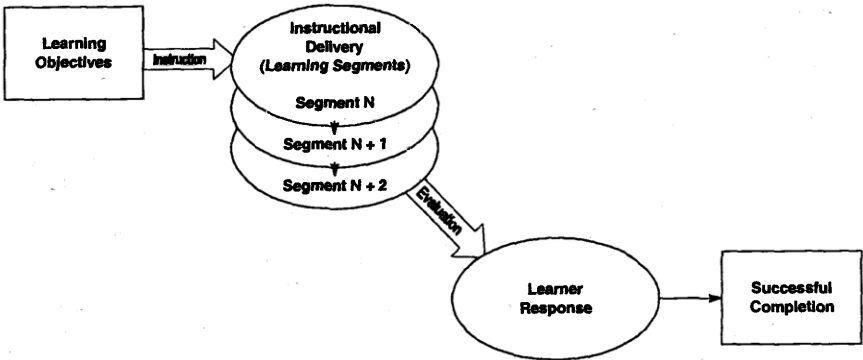 Learning
Objectives
Instruction
Instructional
Delivery
(Learning Segments)
Segment N
Segment N + 1
Segment N + 2
Evaluation
Learner
Response
Successful
Completion